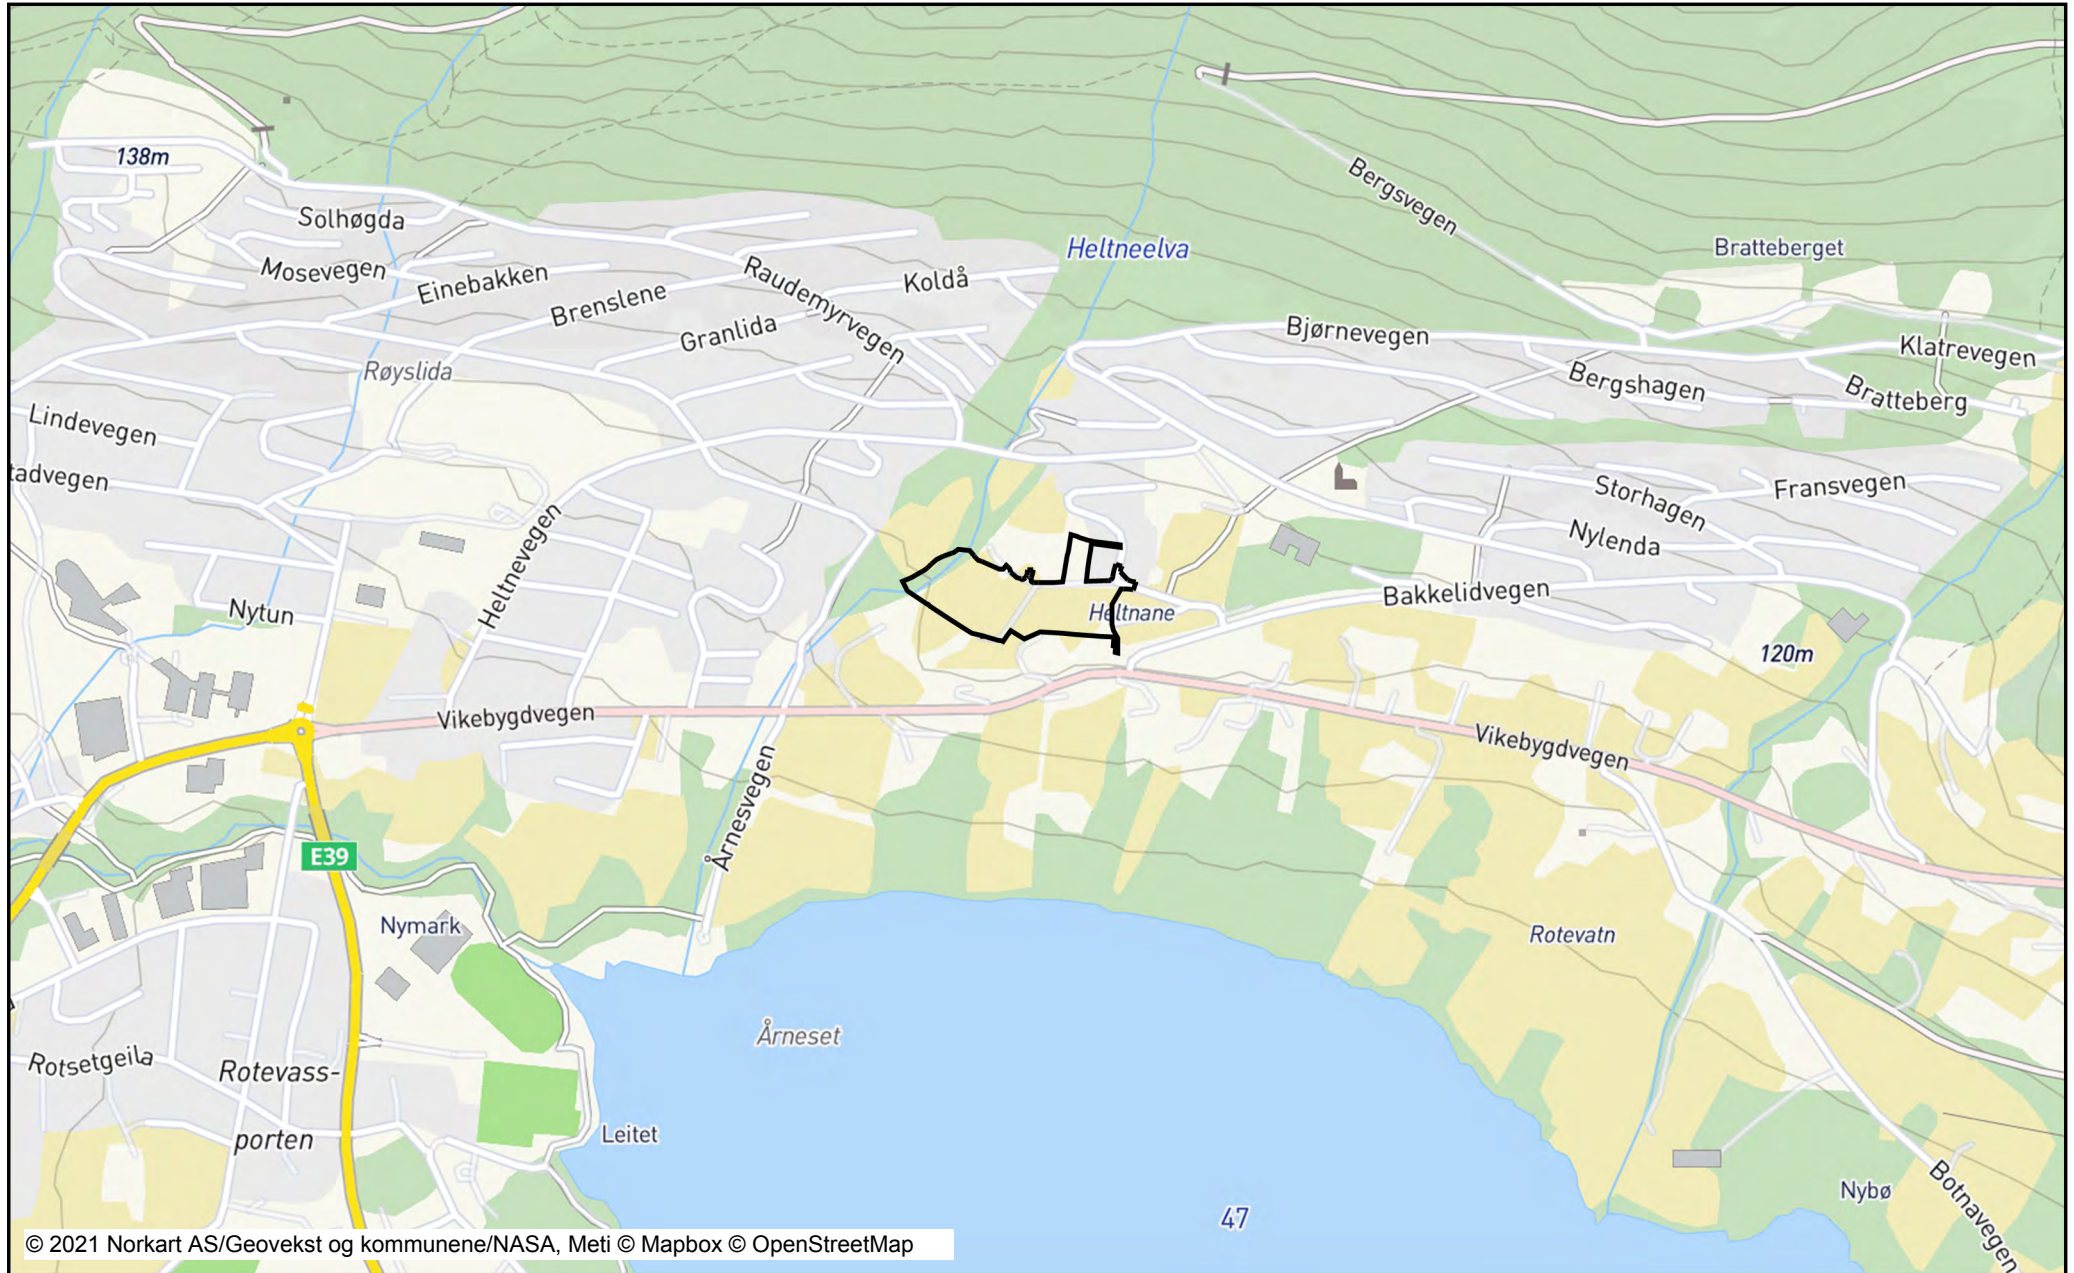 138m
Solhøgda
Heltneelva
Bergsvegen
Bratteberget
Mosevegen
Einebakken
Brenslene
Raudemyrvegen
Koldå
Granlida
Bjørnevegen
Klatrevegen
Røyslida
Bergshagen
Bratteberg
Lindevegen
tadvegen
Heltnevegen
Storhagen
Fransvegen
Nylenda
Nytun
Heltnane
Bakkelidvegen
120m
Vikebygdvegen
Vikebygdvegen
Årnesvegen
E39
Nymark
Rotevatn
Årneset
Rotsetgeila
Rotevass-
porten
Leitet
47
Nybø
Botnavegen
© 2021 Norkart AS/Geovekst og kommunene/NASA, Meti © Mapbox © OpenStreetMap